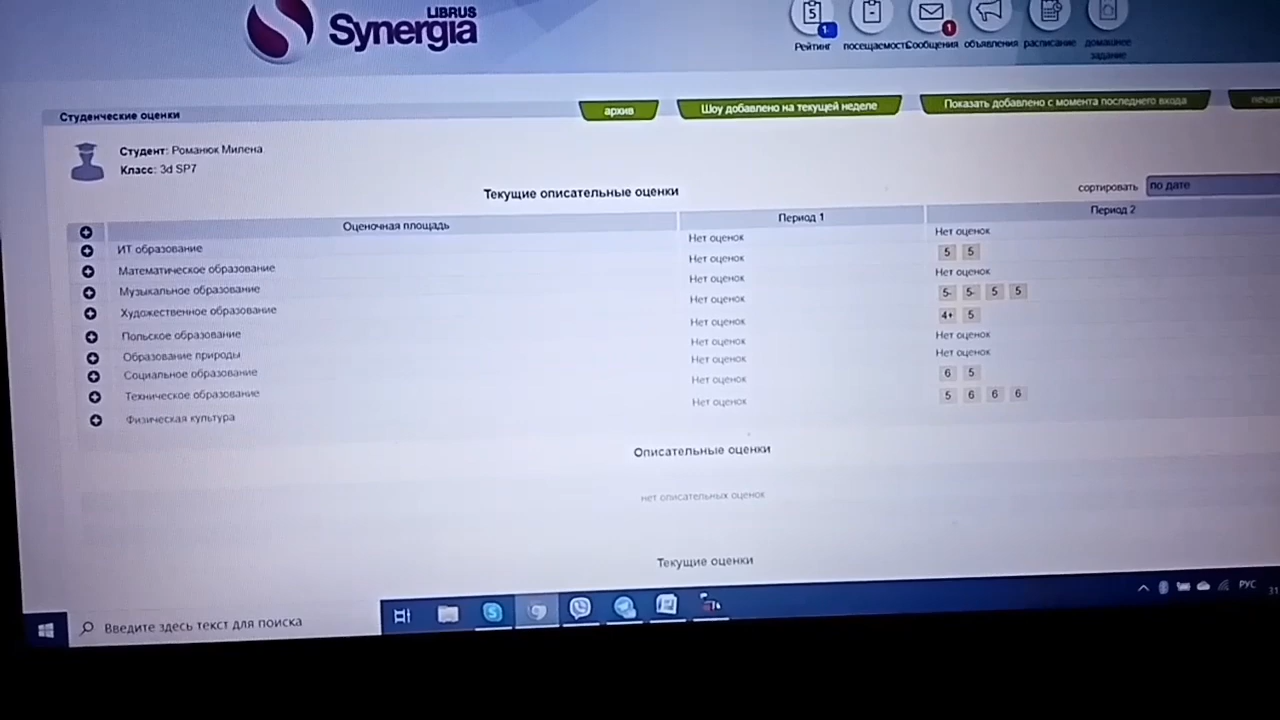 LIBRUS
Synergia
S
1
1
Рейтинг посещаемость Сообщения объявления расписание домашнее
задание
Студенческие оценки
архив Шоу добавлено на текущей неделе Показать добавлено с момента последнего входа
Студент: Романюк Милена
Класс: 3d SP7
Текущие описательные оценки
сортировать по дате
Оценочная площадь Период 1 Период 2
ИТ образование Нет оценок Нет оценок
Математическое образование Нет оценок 5 5
Музыкальное образование Нет оценок Нет оценок
Художественное образование Нет оценок 5- 5- 5 5
Польское образование Нет оценок 4+ 5
Образование природы Нет оценок Нет оценок
Социальное образование Нет оценок Нет оценок
Техническое образование Нет оценок 6 5
Физическая культура Нет оценок 5 6 6 6
Описательные оценки
нет описательных оценок
Текущие оценки
Введите здесь текст для поиска
РУС
31